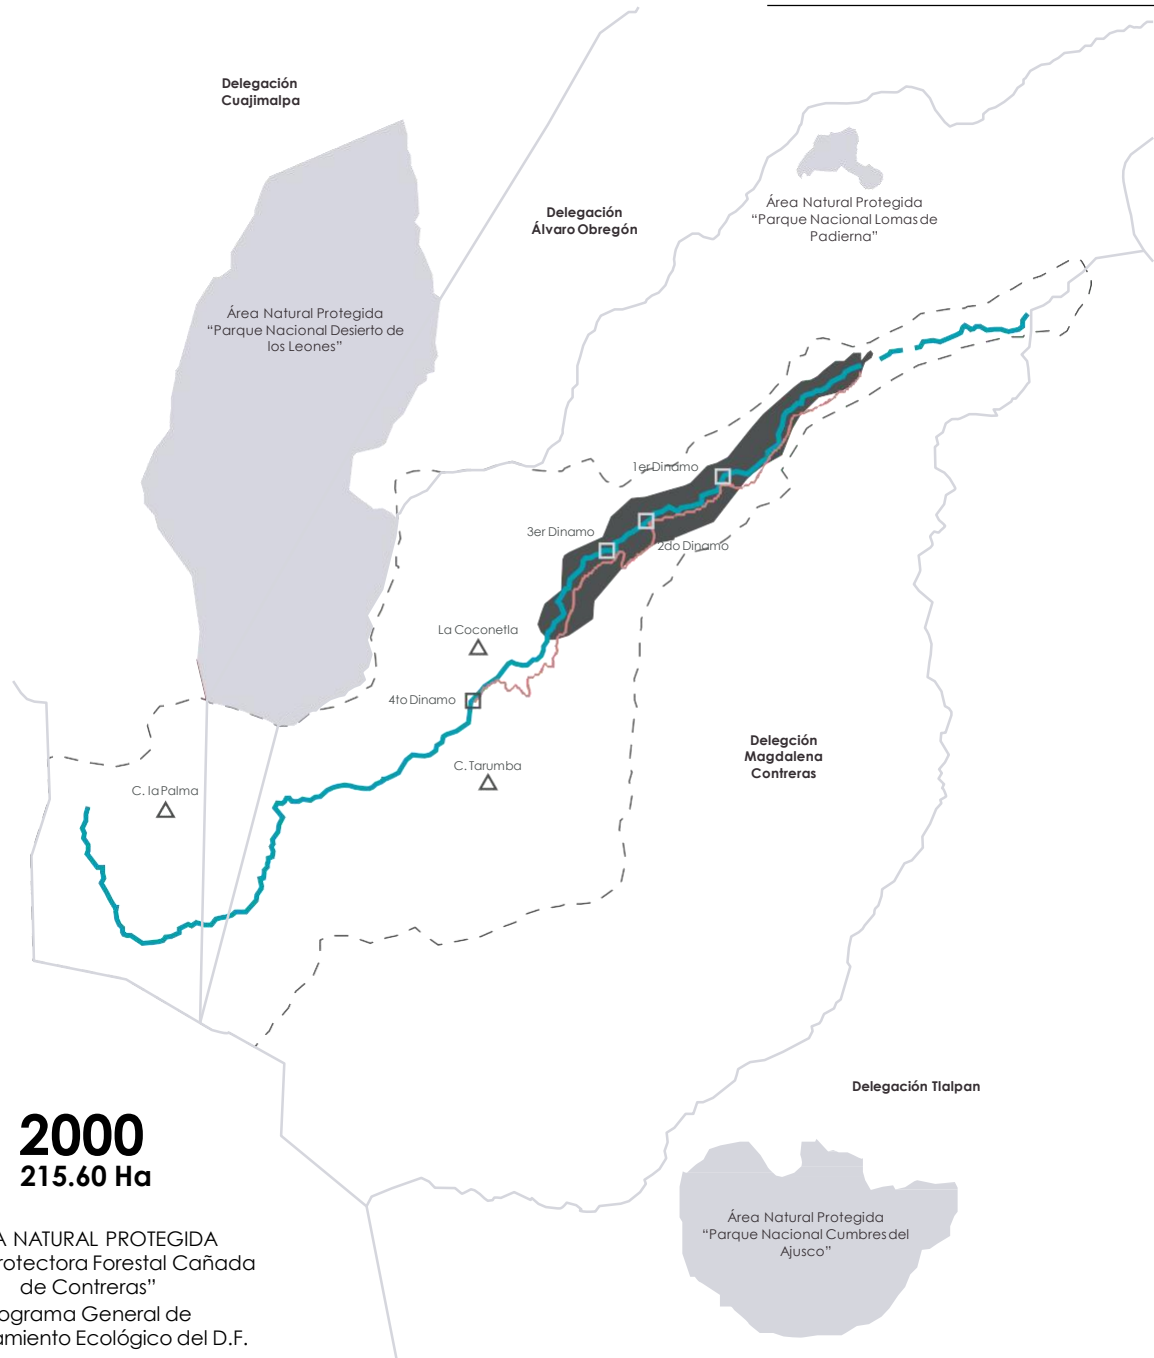 Delegación
Cuajimalpa
Delegación
Álvaro Obregón
Área Natural Protegida
“Parque Nacional Lomas de
Padierna”
Área Natural Protegida
“Parque Nacional Desierto de
los Leones”
1er Dinamo
3er Dinamo
2do Dinamo
La Coconetla
4to Dinamo
C. Tarumba
C. la Palma
Delegción
Magdalena
Contreras
Delegación Tlalpan
2000
215.60 Ha
A NATURAL PROTEGIDA
rotectora Forestal Cañada
de Contreras”
ograma General de
amiento Ecológico del D.F.
Área Natural Protegida
“Parque Nacional Cumbres del
Ajusco”